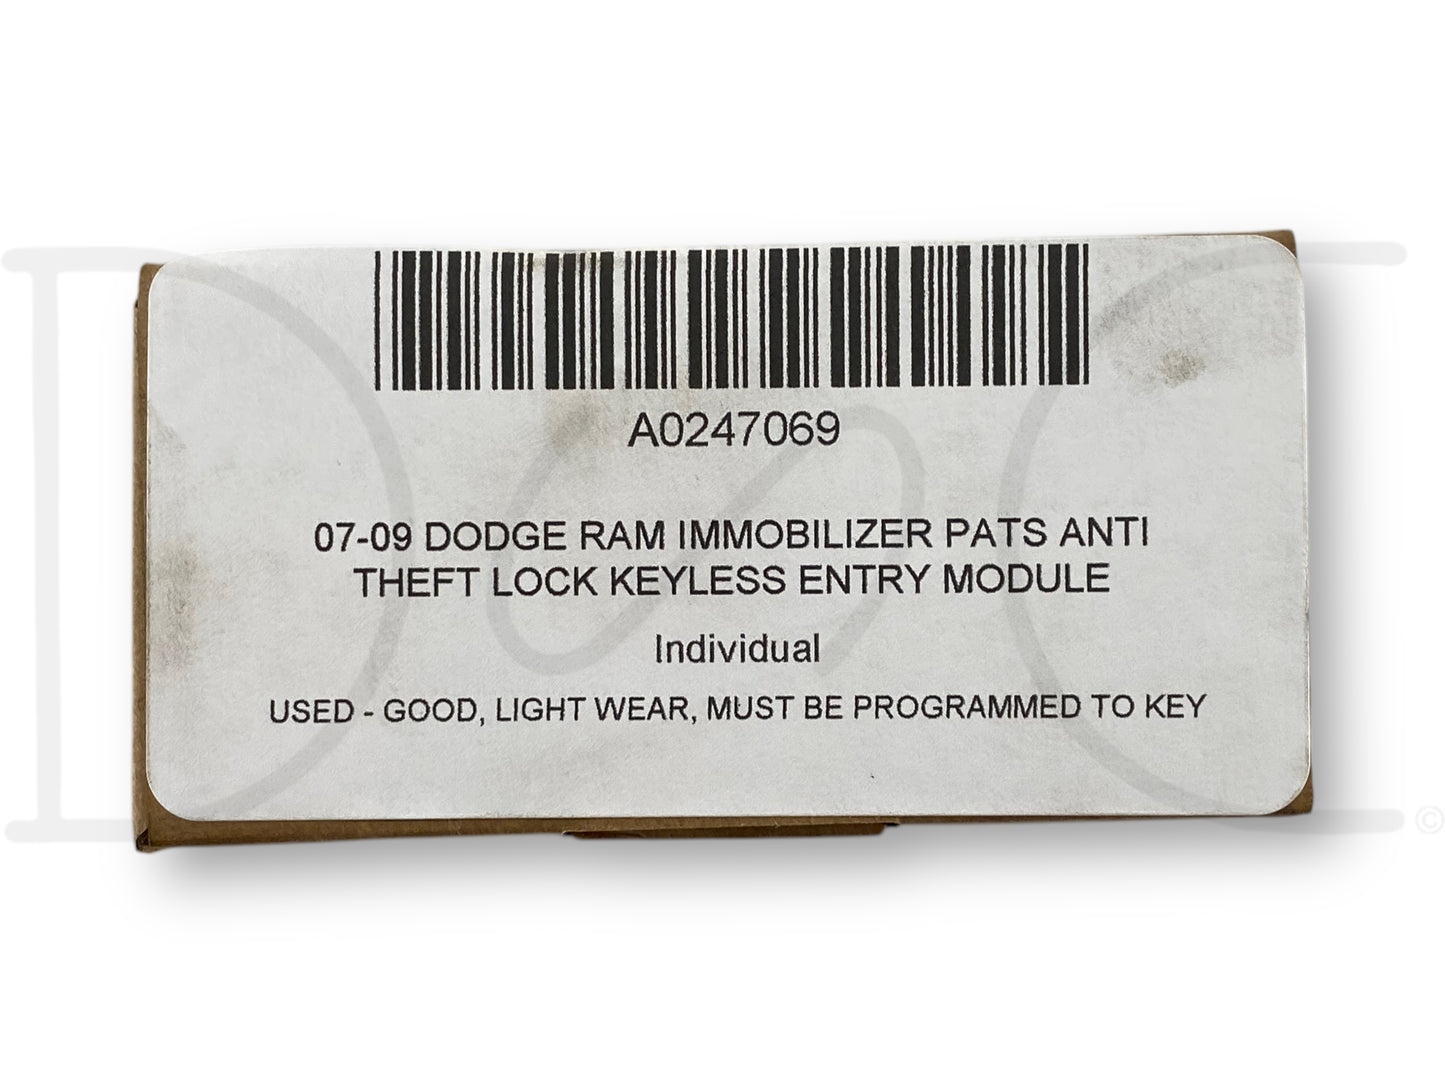 A0247069
07-09 DODGE RAM IMMOBILIZER PATS ANTI
THEFT LOCK KEYLESS ENTRY MODULE
Individual
USED - GOOD, LIGHT WEAR, MUST BE PROGRAMMED TO KEY
©